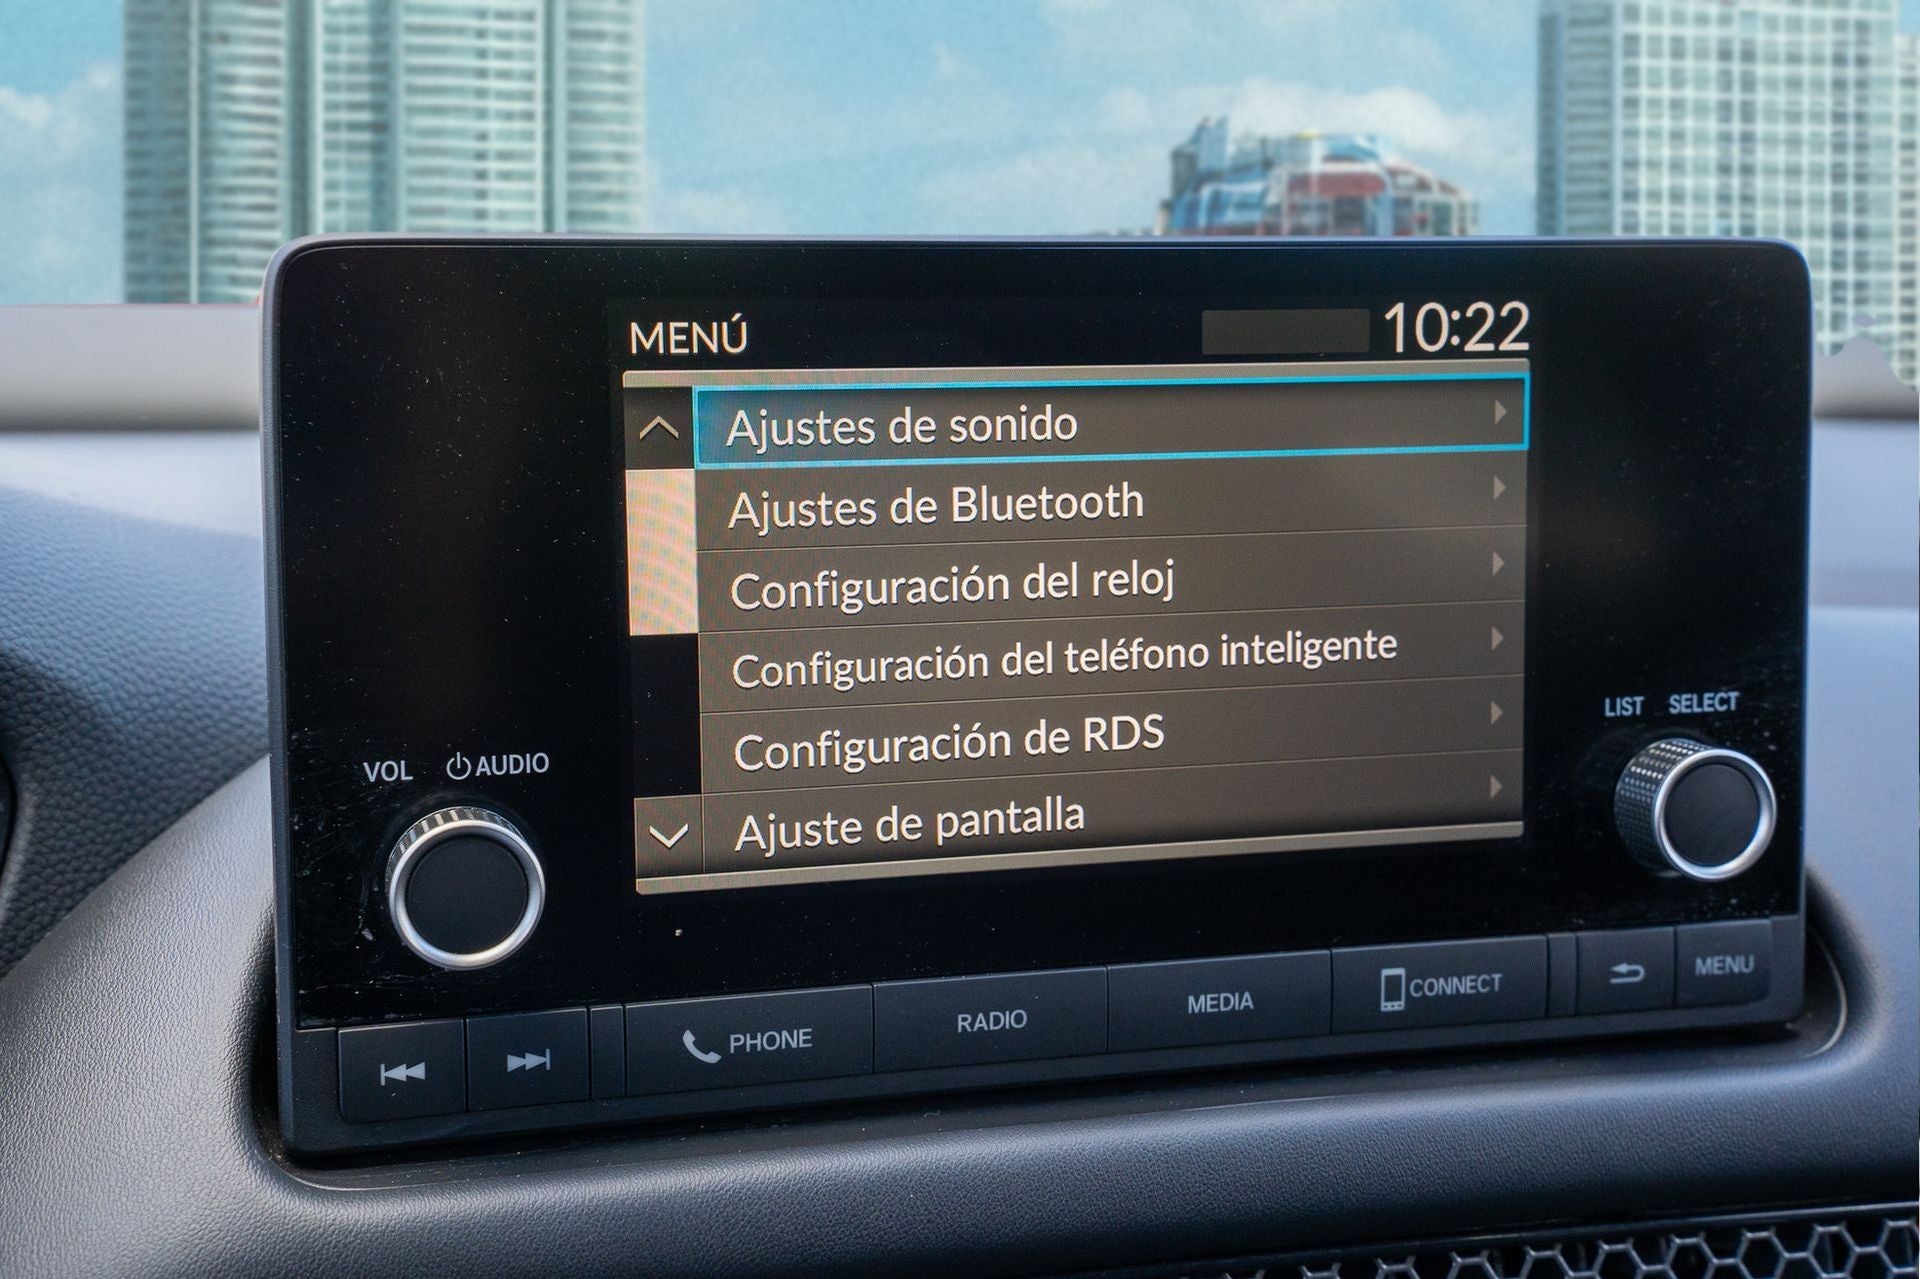 MENÚ 10:22
Ajustes de sonido
Ajustes de Bluetooth
Configuración del reloj
Configuración del teléfono inteligente
Configuración de RDS
Ajuste de pantalla
VOL AUDIO
LIST SELECT
PHONE RADIO MEDIA CONNECT MENU